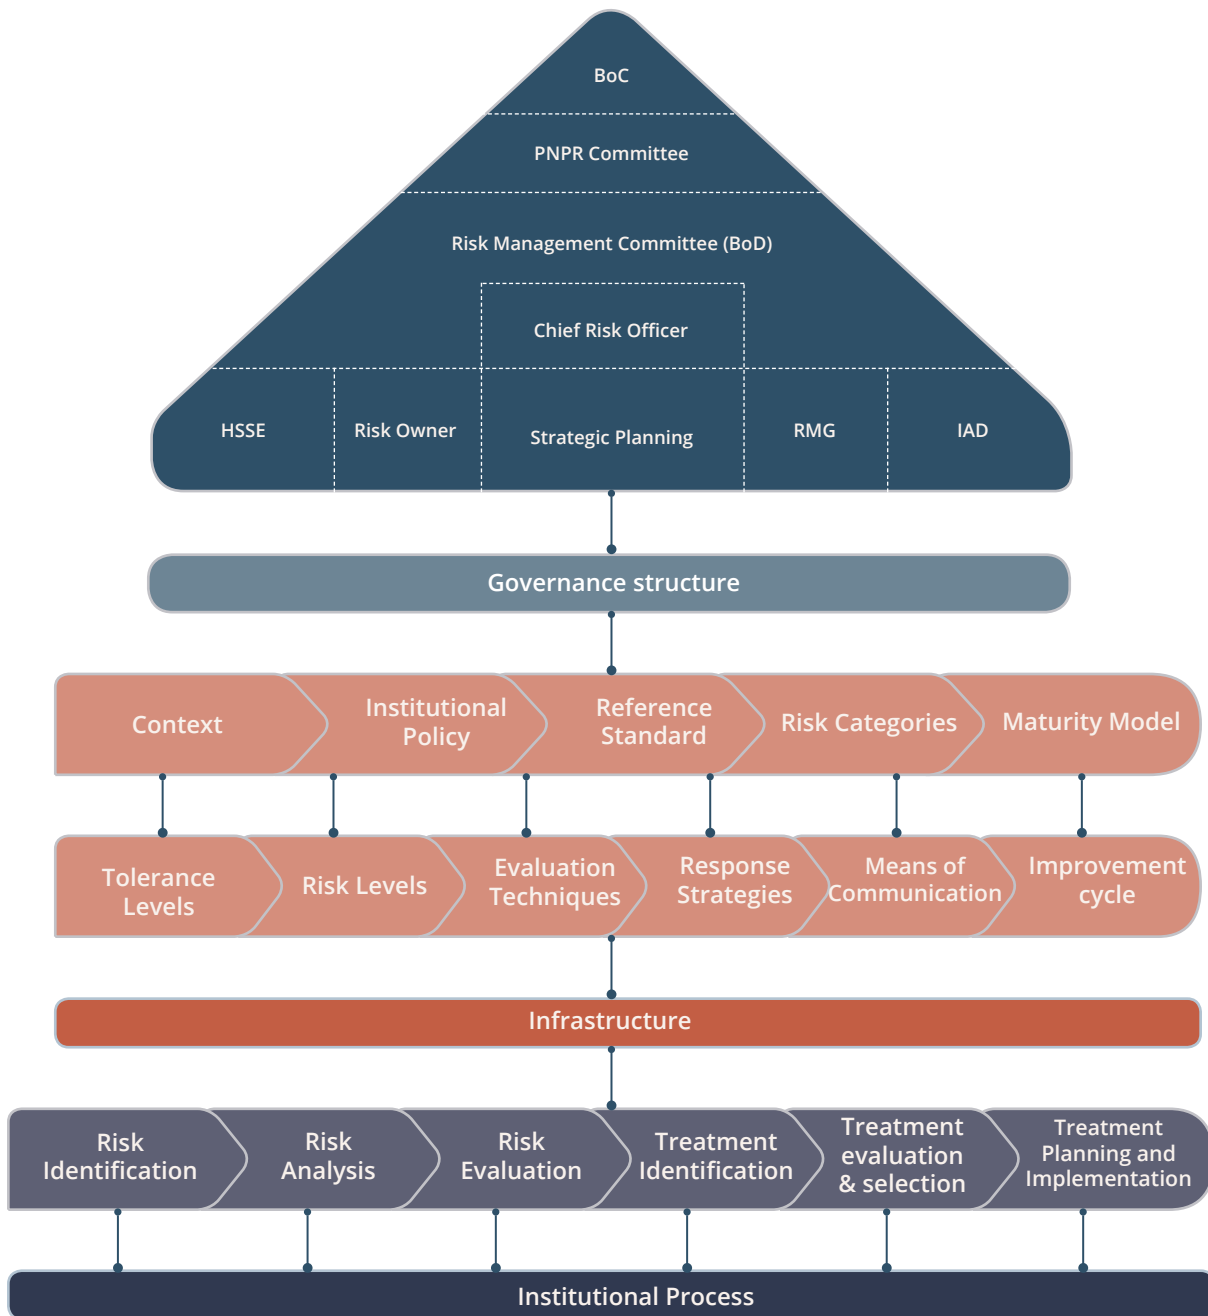 BoC
PNPR Committee
Risk Management Committee (BoD)
Chief Risk Officer
HSSE
Risk Owner
Strategic Planning
RMG
IAD
Governance structure
Context
Institutional
Policy
Reference
Standard
Risk Categories
Maturity Model
Tolerance
Levels
Risk Levels
Evaluation
Techniques
Response
Strategies
Means of
Communication
Improvement
cycle
Infrastructure
Risk
Identification
Risk
Analysis
Risk
Evaluation
Treatment
Identification
Treatment
evaluation
& selection
Treatment
Planning and
Implementation
Institutional Process